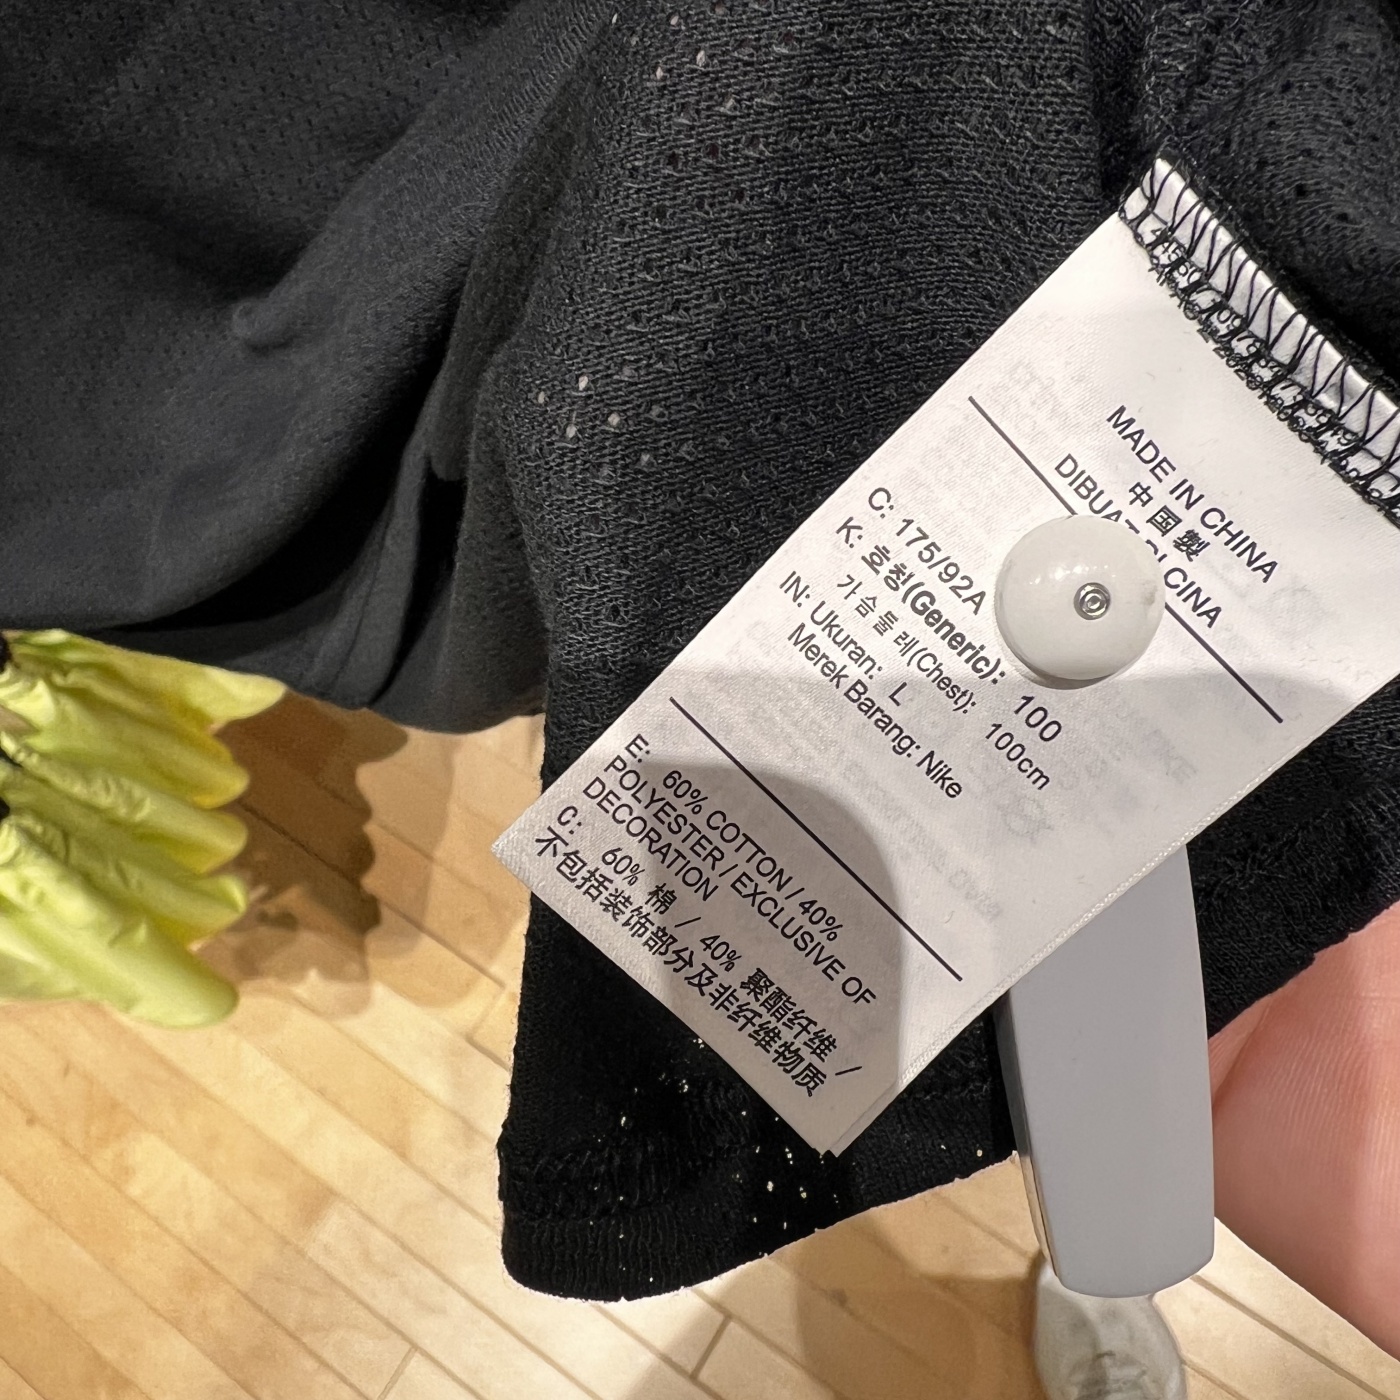 MADE IN CHINA
中国製
CINA
C: 175/92A
K: 호칭(Generic): 100
가슴둘레(Chest): 100cm
IN: Ukuran: L
Merek Barang: Nike
E: 60% COTTON / 40%
POLYESTER / EXCLUSIVE OF
DECORATION
C: 60% 棉 / 40% 聚酯纤维 /
不包括装饰部分及非纤维物质